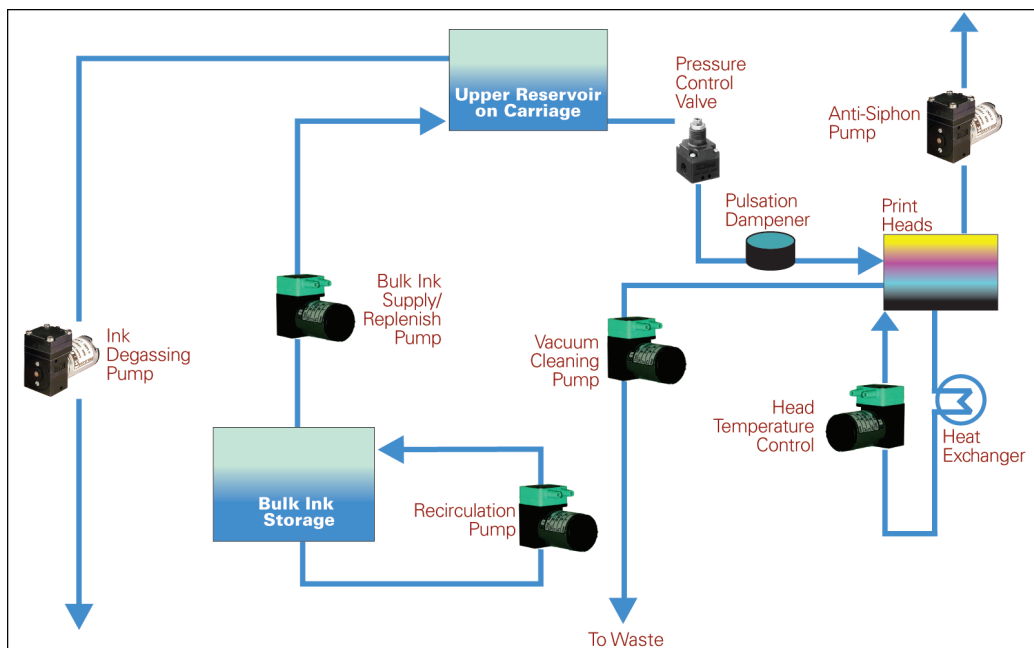 Upper Reservoir
on Carriage
Pressure
Control
Valve
Anti-Siphon
Pump
Pulsation
Dampener
Print
Heads
Bulk Ink
Supply/
Replenish
Pump
Ink
Degassing
Pump
Vacuum
Cleaning
Pump
Head
Temperature
Control
Heat
Exchanger
Bulk Ink
Storage
Recirculation
Pump
To Waste